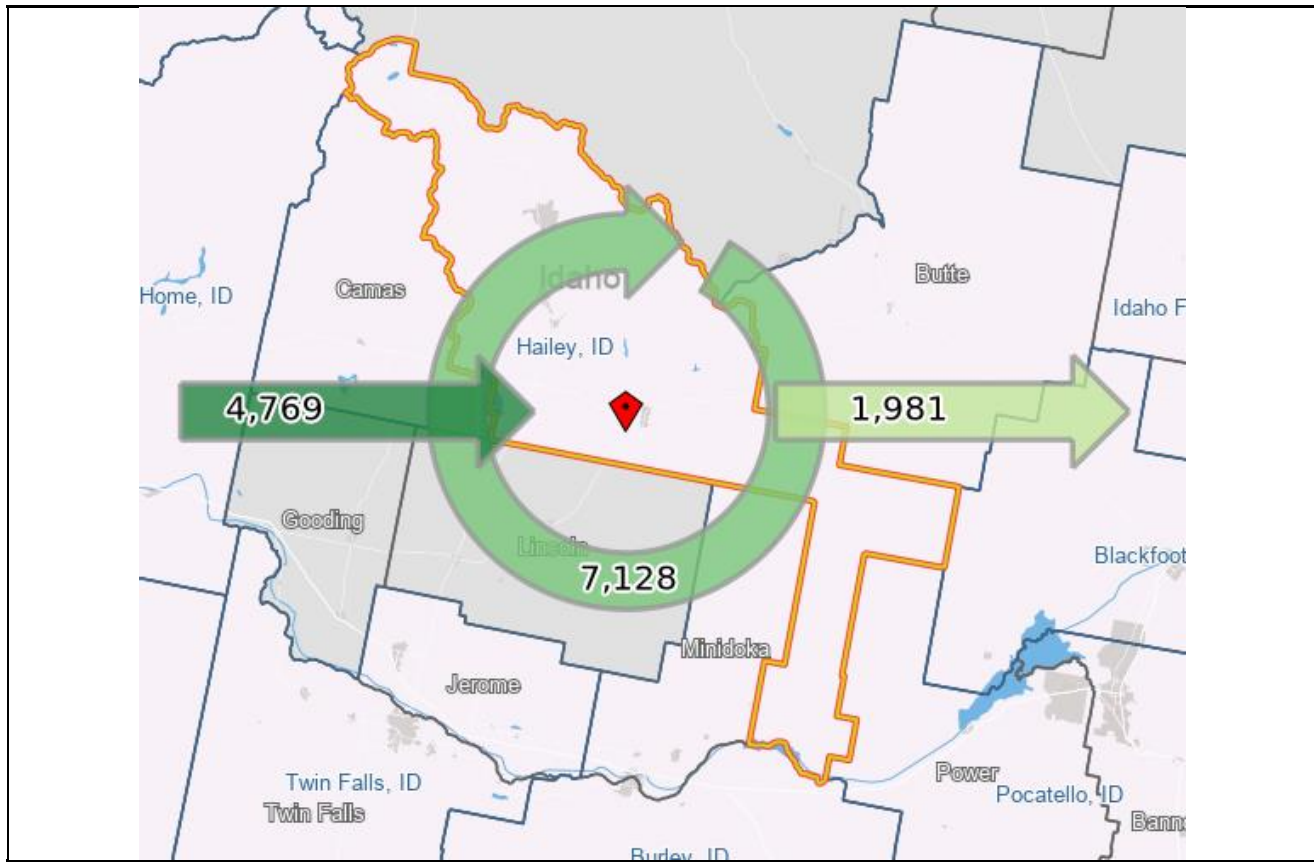 Idaho
Butte
Camas
Home, ID
Idaho F
Hailey, ID
4,769
1,981
Gooding
Lincoln
Blackfoot
7,128
Minidoka
Jerome
Power
Twin Falls, ID
Pocatello, ID
Twin Falls
Bann
Burley, ID